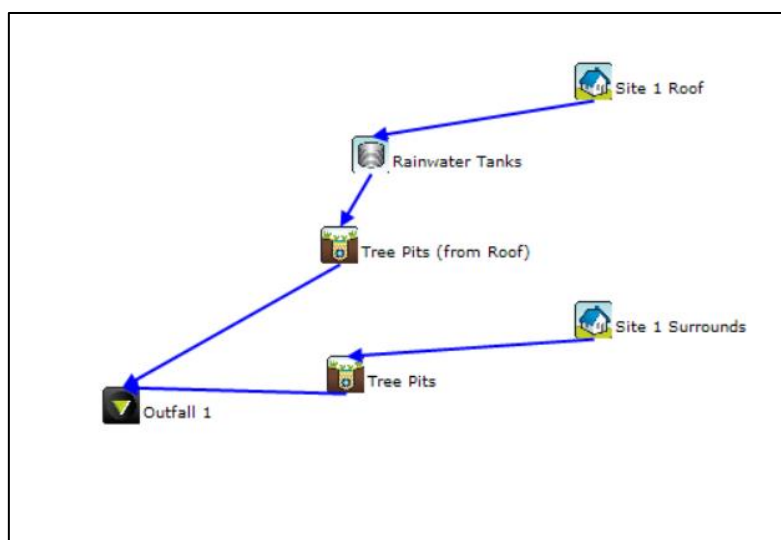 Site 1 Roof
Rainwater Tanks
Tree Pits (from Roof)
Site 1 Surrounds
Tree Pits
Outfall 1